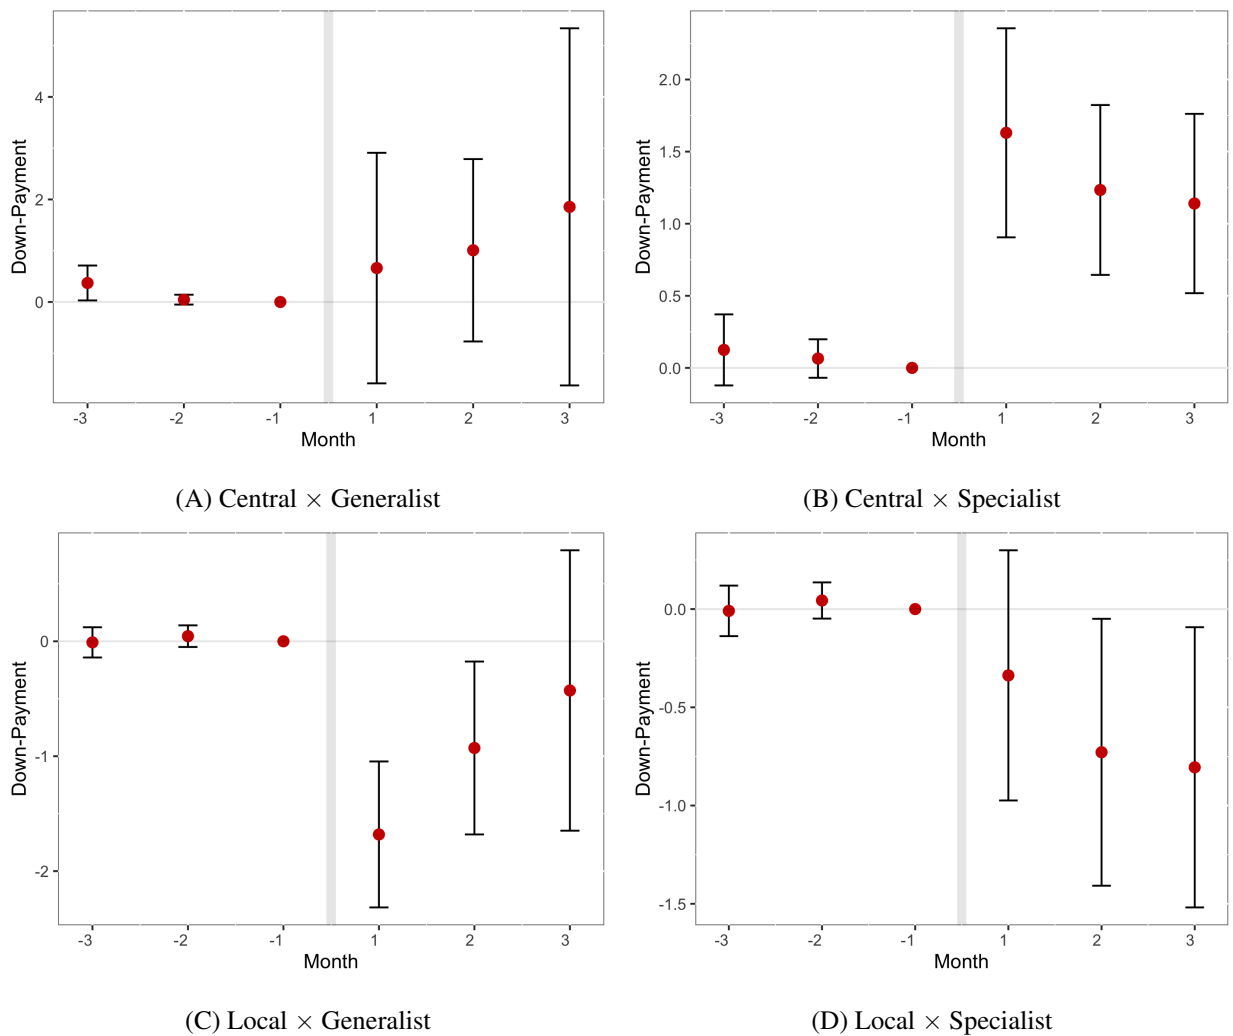 Down-Payment
4
2
0
-3 -2 -1 1 2 3
Month
(A) Central × Generalist
Down-Payment
2.0
1.5
1.0
0.5
0.0
-3 -2 -1 1 2 3
Month
(B) Central × Specialist
Down-Payment
0
-1
-2
-3 -2 -1 1 2 3
Month
(C) Local × Generalist
Down-Payment
0.0
-0.5
-1.0
-1.5
-3 -2 -1 1 2 3
Month
(D) Local × Specialist